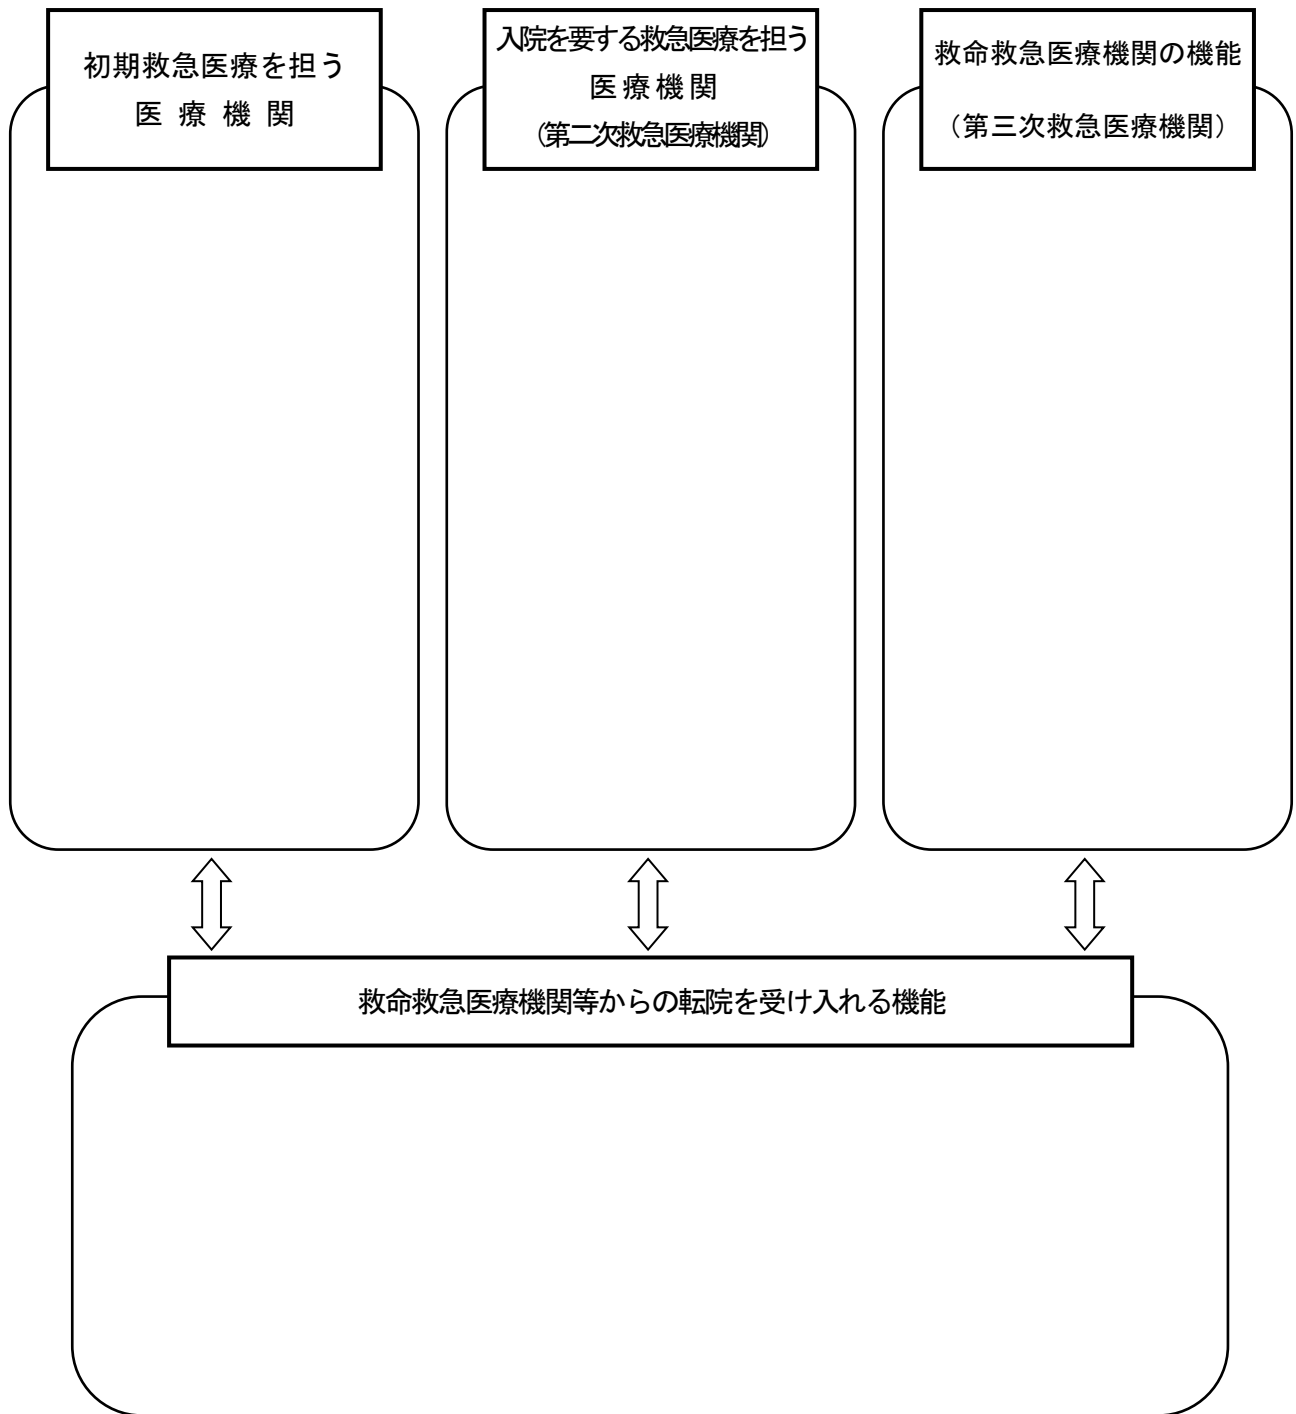 初期救急医療を担う
医療機関
入院を要する救急医療を担う
医療機関
(第二次救急医療機関)
救命救急医療機関の機能
（第三次救急医療機関）
救命救急医療機関等からの転院を受け入れる機能